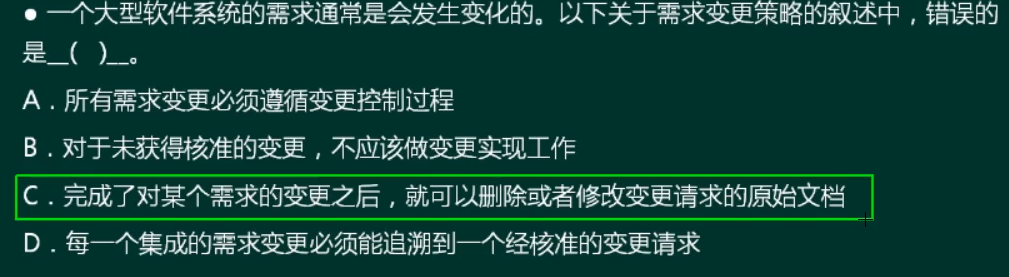 ● 一个大型软件系统的需求通常是会发生变化的。以下关于需求变更策略的叙述中，错误的
是__(   )__。
A．所有需求变更必须遵循变更控制过程
B．对于未获得核准的变更，不应该做变更实现工作
C．完成了对某个需求的变更之后，就可以删除或者修改变更请求的原始文档
D．每一个集成的需求变更必须能追溯到一个经核准的变更请求